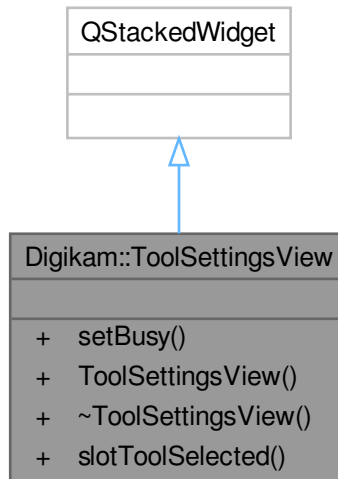 QStackedWidget
Digikam::ToolSettingsView
+ setBusy()
+ ToolSettingsView()
+ ~ToolSettingsView()
+ slotToolSelected()